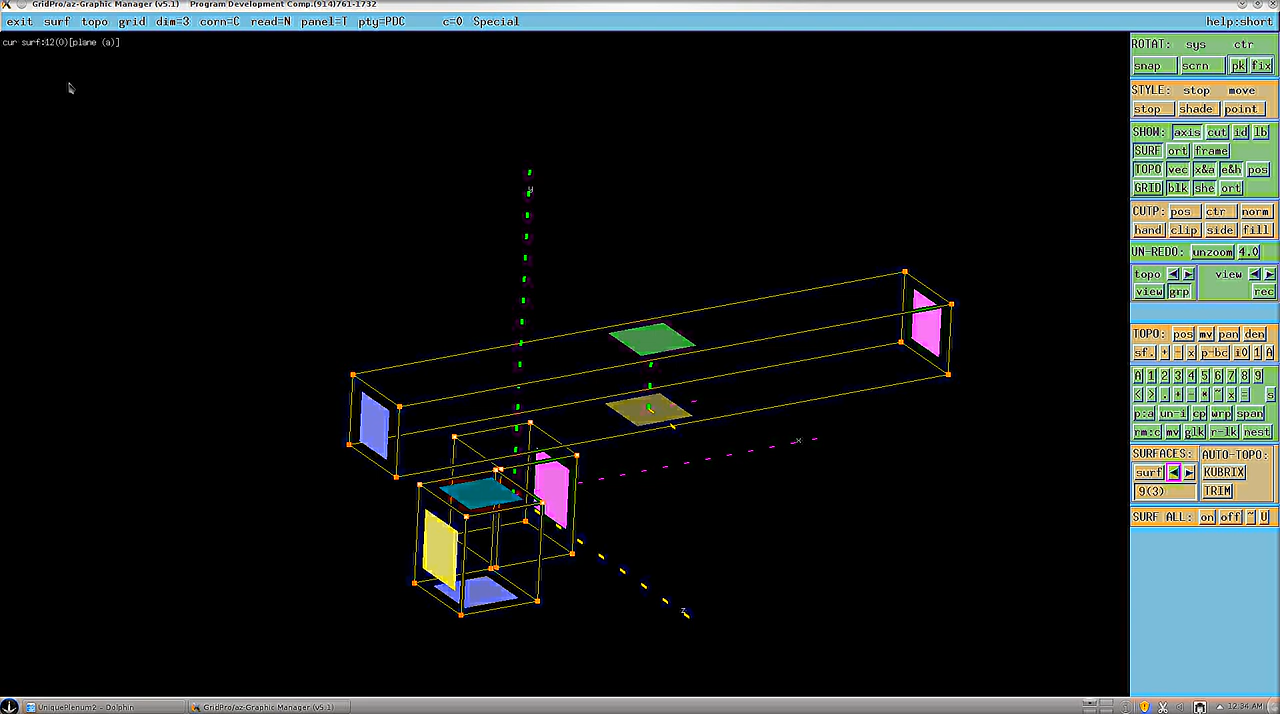 GridPro/az-Graphic Manager (v5.1)    Program Development Comp.(914)761-1732
exit surf topo grid dim=3 corn=C read=N panel=T pty=PDC c=0 Special help:short
cur surf:12(0)[plane (a)]
ROTAT: sys ctr
snap scrn pk fix
STYLE: stop move
stop shade point
SHOW: axis cut id lb
SURF ort frame
TOPO vec x&a e&h pos
GRID blk she ort
CUTP: pos ctr norm
hand clip side fill
UN-REDO: unzoom 4.0
topo view
view grp rec
TOPO: pos mv pan den
sf. + - x p-bc i0 1 A
A 1 2 3 4 5 6 7 8 9
< > . + - * ~ x = s
p:a un-i cp wrp span
rm:c mv glk r-lk nest
SURFACES: AUTO-TOPO:
surf KUBRIX
9(3) TRIM
SURF ALL: on off ~ U
y
x
z
UniquePlenum2 - Dolphin GridPro/az-Graphic Manager (v5.1) 12:34 AM